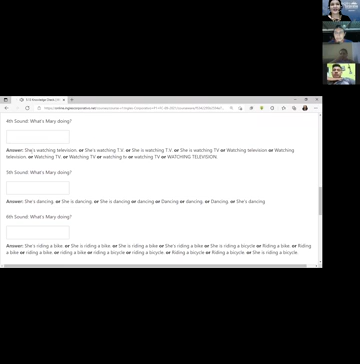 4th Sound: What's Mary doing?
Answer: She's watching television. or She's watching T.V. or She is watching T.V. or She is watching TV or Watching television or Watching
television. or Watching TV. or Watching TV or watching tv or watching TV or WATCHING TELEVISION.
5th Sound: What's Mary doing?
Answer: She's dancing. or She is dancing. or She is dancing or dancing or Dancing or dancing. or Dancing. or She's dancing
6th Sound: What's Mary doing?
Answer: She's riding a bike. or She is riding a bike. or She is riding a bike or She's riding a bike or She is riding a bicycle or Riding a bike. or Riding
a bike or riding a bike. or riding a bike or riding a bicycle or riding a bicycle. or Riding a bicycle or Riding a bicycle. or She is riding a bicycle